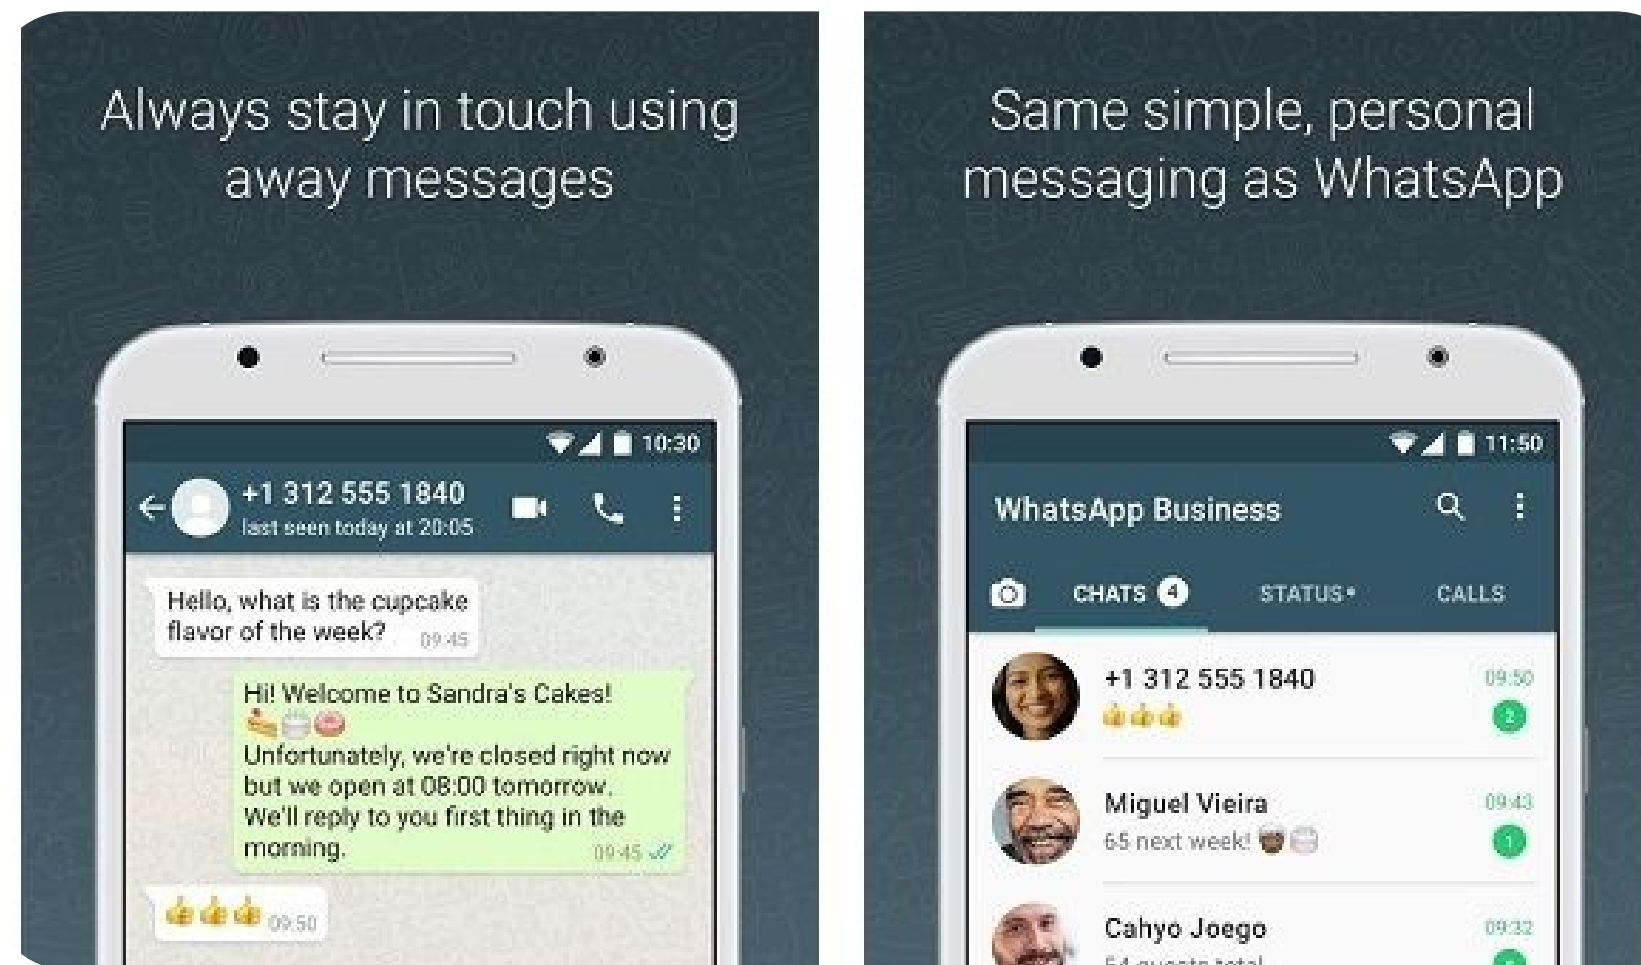 Always stay in touch using
away messages
10:30
+1 312 555 1840
last seen today at 20:05
Hello, what is the cupcake
flavor of the week?
09:45
Hi! Welcome to Sandra's Cakes!
🍰🎂🍩
Unfortunately, we're closed right now
but we open at 08:00 tomorrow.
We'll reply to you first thing in the
morning.
09:45
👍👍👍 09:50
Same simple, personal
messaging as WhatsApp
11:50
WhatsApp Business
CHATS 4 STATUS• CALLS
+1 312 555 1840 09:50
👍👍👍 2
Miguel Vieira 09:43
65 next week! 1
Cahyo Joego 09:32
54 guests total